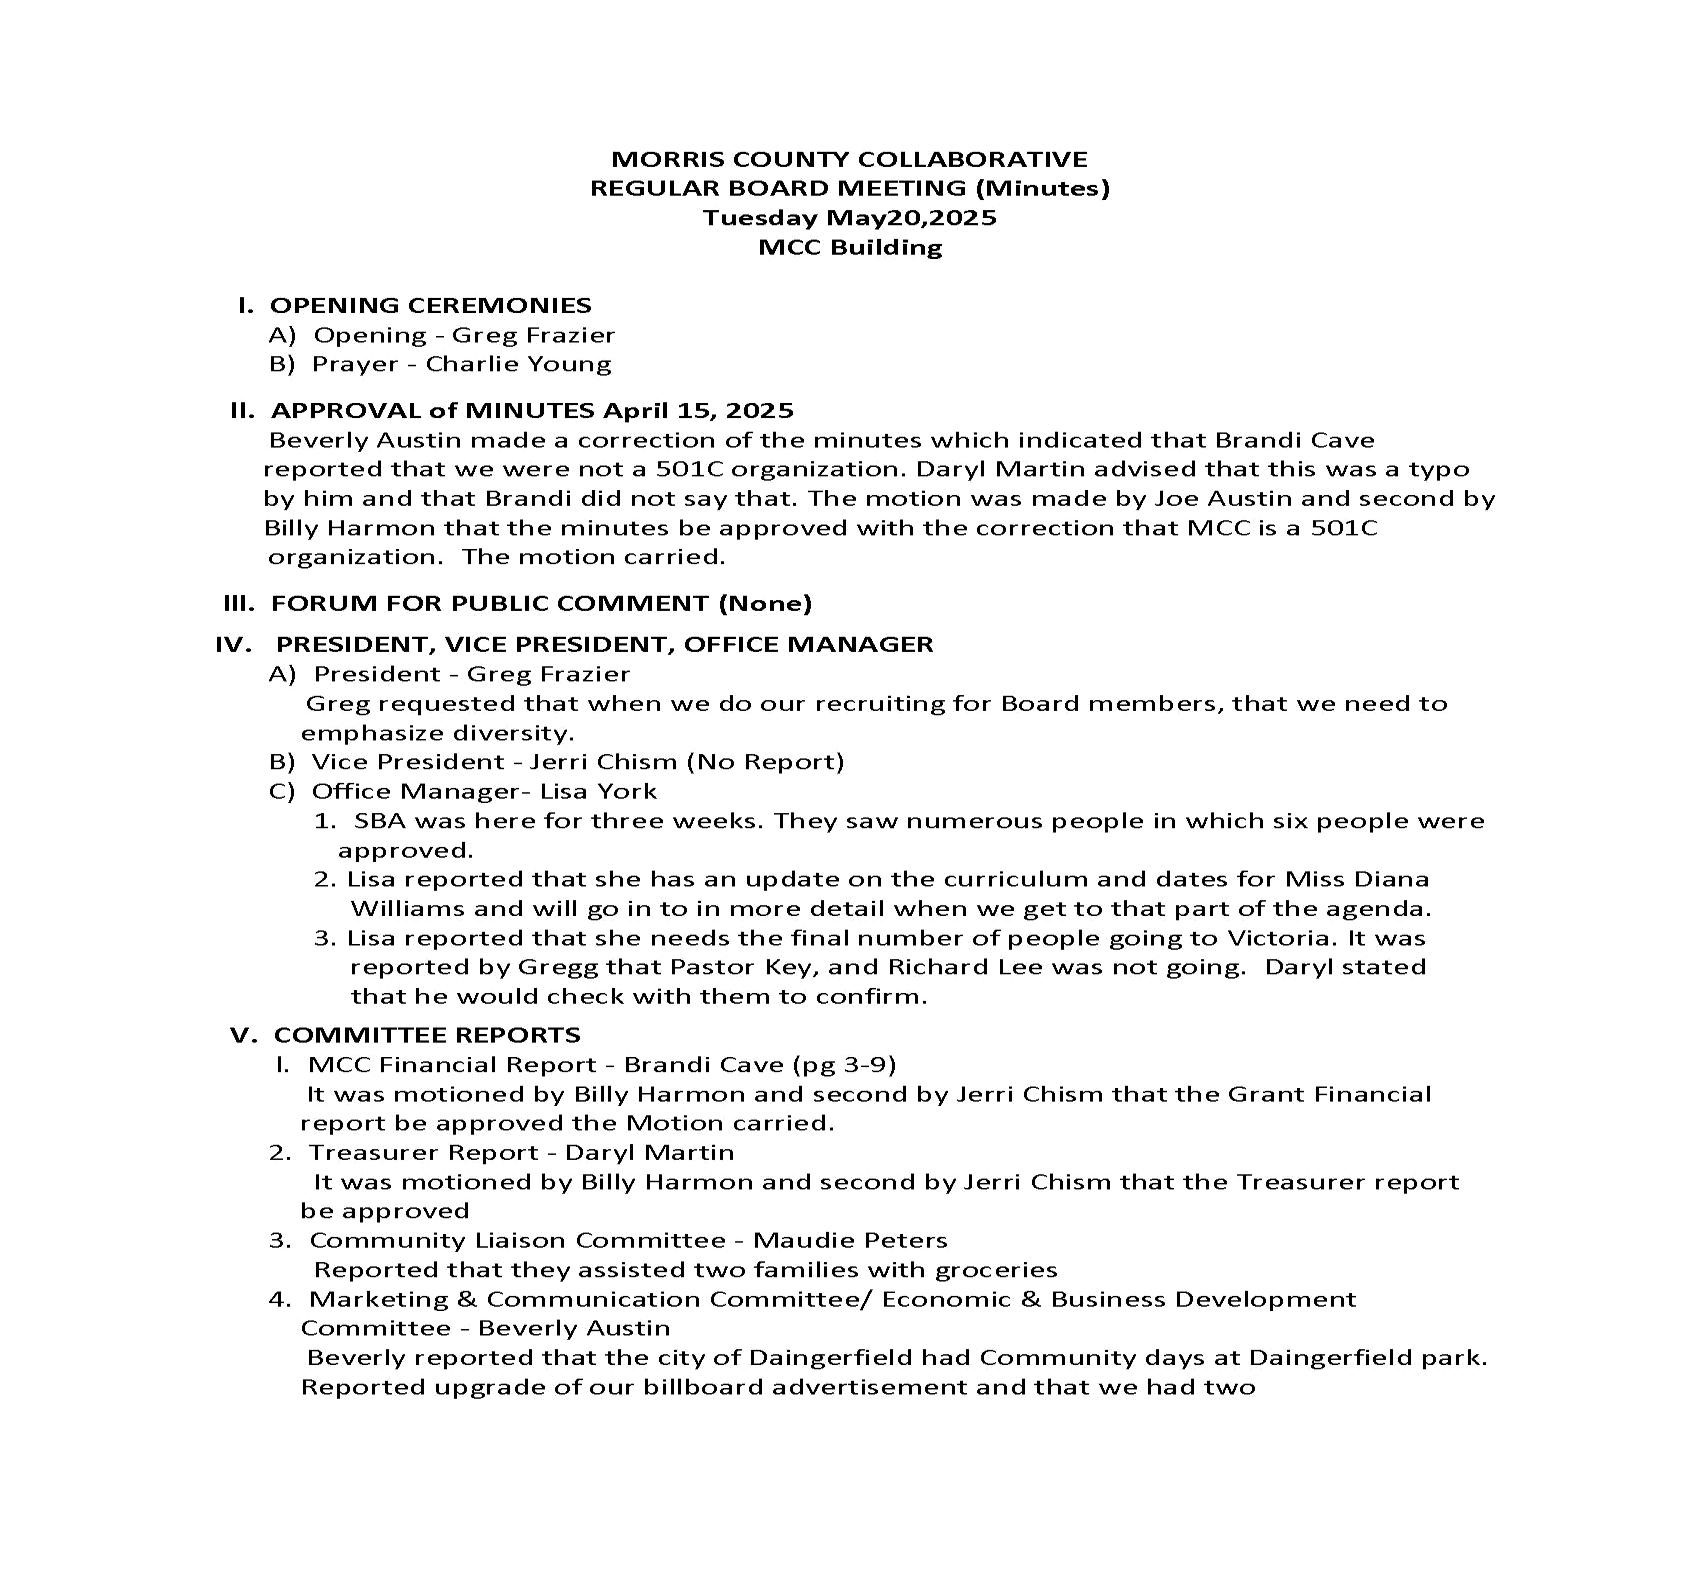 MORRIS COUNTY COLLABORATIVE
REGULAR BOARD MEETING (Minutes)
Tuesday May20,2025
MCC Building
I. OPENING CEREMONIES
A) Opening - Greg Frazier
B) Prayer - Charlie Young
II. APPROVAL of MINUTES April 15, 2025
Beverly Austin made a correction of the minutes which indicated that Brandi Cave
reported that we were not a 501C organization. Daryl Martin advised that this was a typo
by him and that Brandi did not say that. The motion was made by Joe Austin and second by
Billy Harmon that the minutes be approved with the correction that MCC is a 501C
organization. The motion carried.
III. FORUM FOR PUBLIC COMMENT (None)
IV. PRESIDENT, VICE PRESIDENT, OFFICE MANAGER
A) President - Greg Frazier
Greg requested that when we do our recruiting for Board members, that we need to
emphasize diversity.
B) Vice President - Jerri Chism (No Report)
C) Office Manager- Lisa York
1. SBA was here for three weeks. They saw numerous people in which six people were
approved.
2. Lisa reported that she has an update on the curriculum and dates for Miss Diana
Williams and will go in to in more detail when we get to that part of the agenda.
3. Lisa reported that she needs the final number of people going to Victoria. It was
reported by Gregg that Pastor Key, and Richard Lee was not going. Daryl stated
that he would check with them to confirm.
V. COMMITTEE REPORTS
I. MCC Financial Report - Brandi Cave (pg 3-9)
It was motioned by Billy Harmon and second by Jerri Chism that the Grant Financial
report be approved the Motion carried.
2. Treasurer Report - Daryl Martin
It was motioned by Billy Harmon and second by Jerri Chism that the Treasurer report
be approved
3. Community Liaison Committee - Maudie Peters
Reported that they assisted two families with groceries
4. Marketing & Communication Committee/ Economic & Business Development
Committee - Beverly Austin
Beverly reported that the city of Daingerfield had Community days at Daingerfield park.
Reported upgrade of our billboard advertisement and that we had two